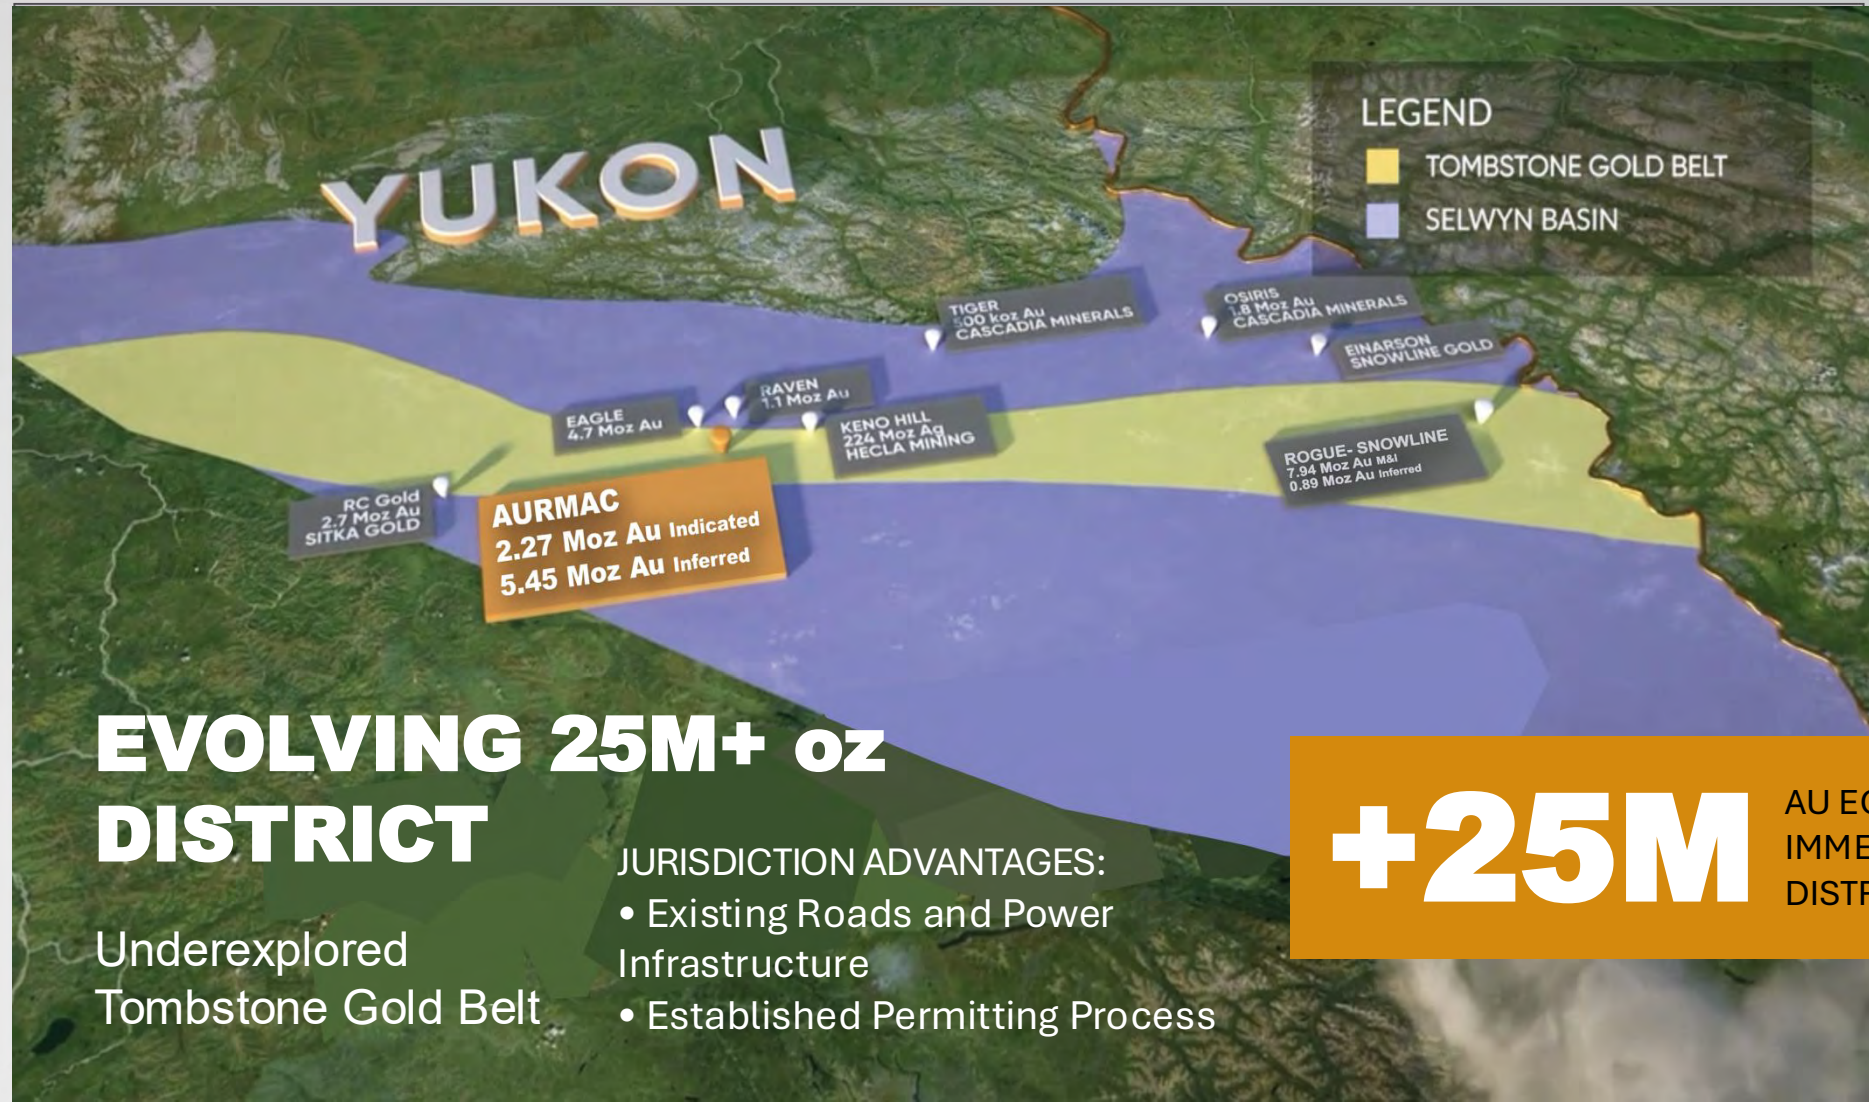 YUKON
LEGEND
TOMBSTONE GOLD BELT
SELWYN BASIN
TIGER
500 koz Au
CASCADIA MINERALS
OSIRIS
1.8 Moz Au
CASCADIA MINERALS
EINARSON
SNOWLINE GOLD
RAVEN
1.1 Moz Au
EAGLE
4.7 Moz Au
KENO HILL
224 Moz Ag
HECLA MINING
ROGUE- SNOWLINE
7.94 Moz Au M&I
0.89 Moz Au Inferred
RC Gold
2.7 Moz Au
SITKA GOLD
AURMAC
2.27 Moz Au Indicated
5.45 Moz Au Inferred
EVOLVING 25M+ oz
DISTRICT
Underexplored
Tombstone Gold Belt
JURISDICTION ADVANTAGES:
• Existing Roads and Power
Infrastructure
• Established Permitting Process
+25M
AU